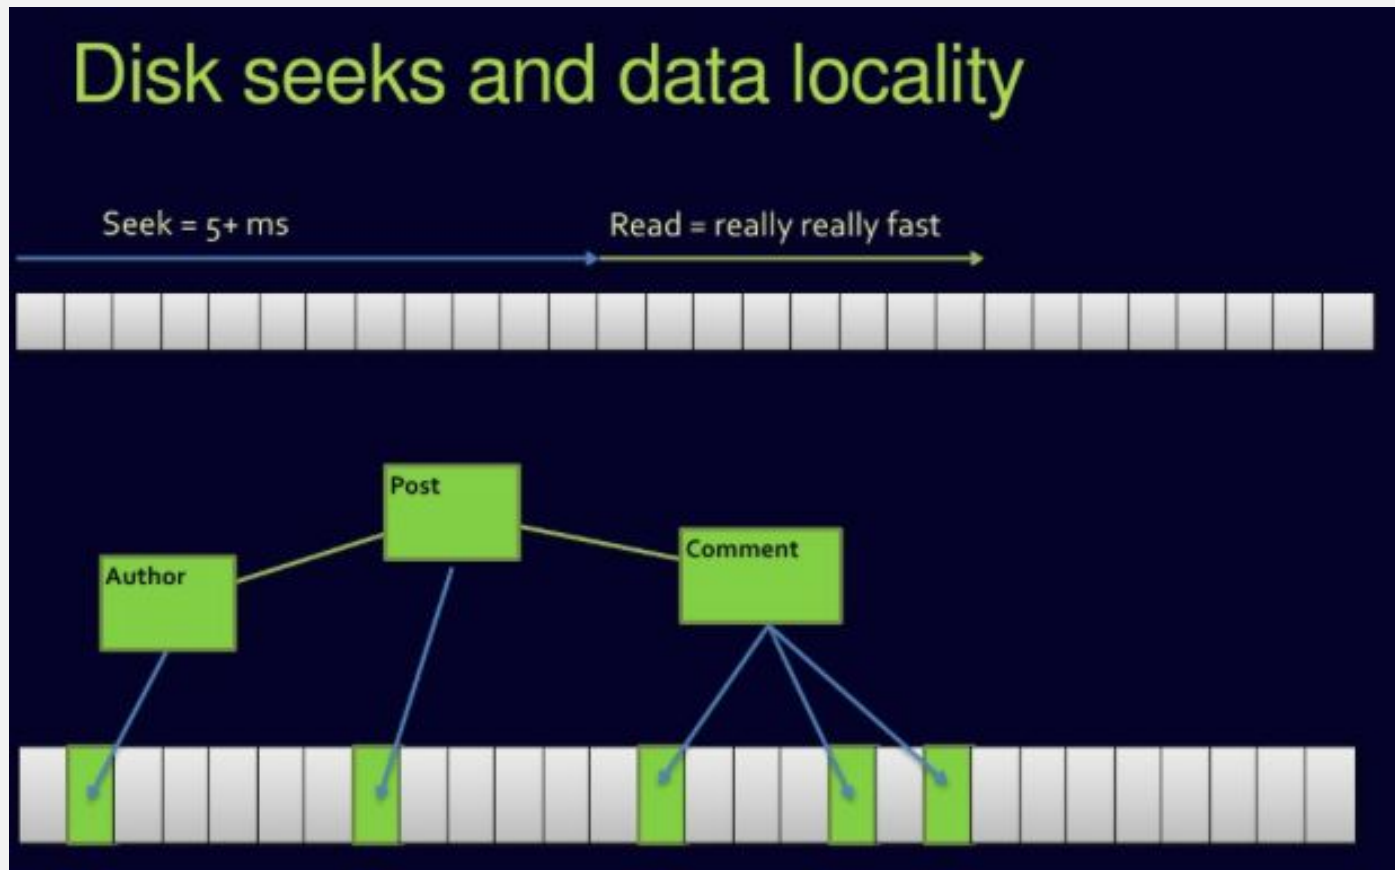 Disk seeks and data locality
Seek = 5+ ms
Read = really really fast
Post
Comment
Author